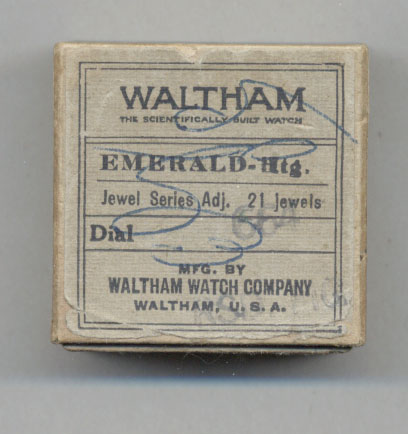 WALTHAM
THE SCIENTIFICALLY BUILT WATCH
EMERALD-Htg.
Jewel Series Adj. 21 Jewels
Dial
MFG. BY
WALTHAM WATCH COMPANY
WALTHAM, U. S. A.